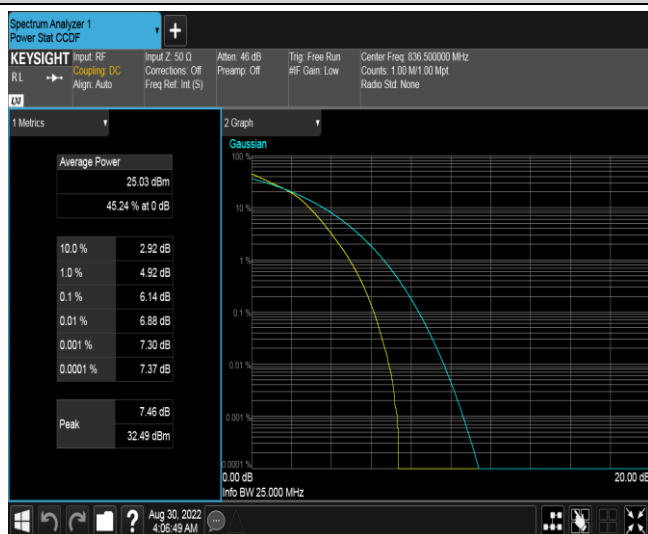 Spectrum Analyzer 1
Power Stat CCDF
+
KEYSIGHT
RL
LXI
Input: RF
Coupling: DC
Align: Auto
Input Z: 50 Ω
Corrections: Off
Freq Ref: Int (S)
Atten: 46 dB
Preamp: Off
Trig: Free Run
#IF Gain: Low
Center Freq: 836.500000 MHz
Counts: 1.00 M/1.00 Mpt
Radio Std: None
1 Metrics
Average Power
25.03 dBm
45.24 % at 0 dB
10.0 % 2.92 dB
1.0 % 4.92 dB
0.1 % 6.14 dB
0.01 % 6.88 dB
0.001 % 7.30 dB
0.0001 % 7.37 dB
Peak
7.46 dB
32.49 dBm
2 Graph
Gaussian
100 %
10 %
1 %
0.1 %
0.01 %
0.001 %
0.0001 %
0.00 dB 20.00 dB
Info BW 25.000 MHz
?
Aug 30, 2022
4:06:49 AM